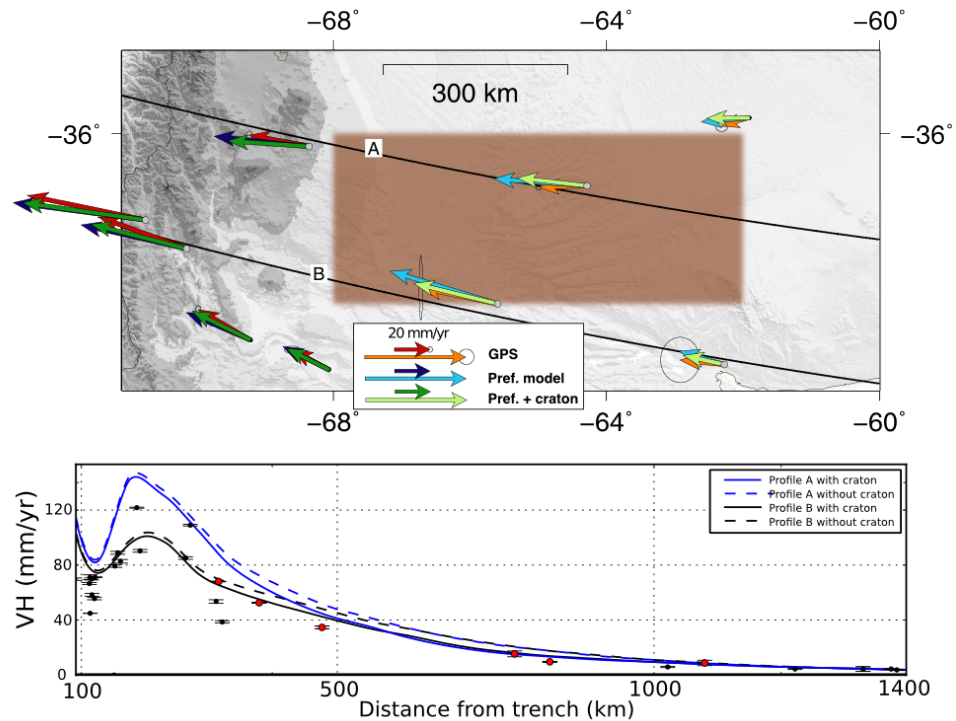 −68˚ −64˚ −60˚
300 km
−36˚ −36˚
A
B
20 mm/yr
GPS
Pref. model
Pref. + craton
−68˚ −64˚ −60˚
VH (mm/yr)
120
80
40
0
Profile A with craton
Profile A without craton
Profile B with craton
Profile B without craton
100 500 1000 1400
Distance from trench (km)